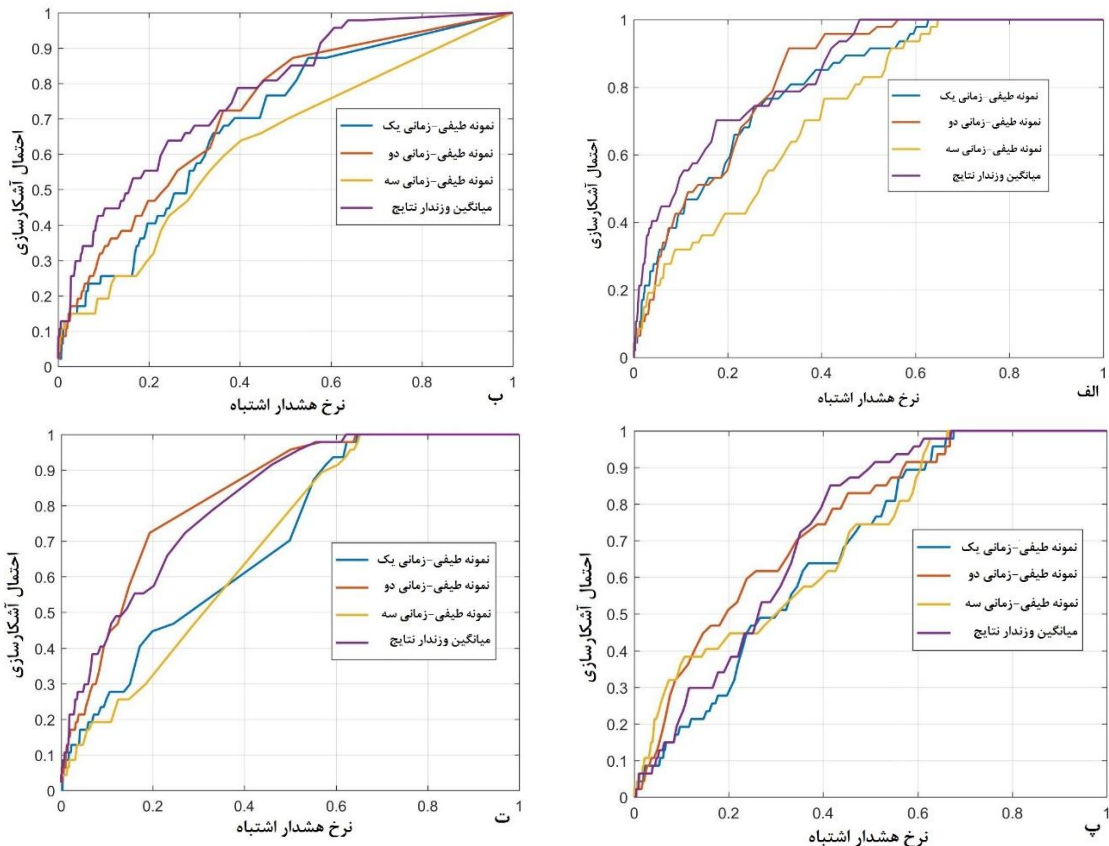 1
0.9
0.8
0.7
0.6
0.5
0.4
0.3
0.2
0.1
0
احتمال آشکارسازی
نمونه طیفی-زمانی یک
نمونه طیفی-زمانی دو
نمونه طیفی-زمانی سه
میانگین وزندار نتایج
0 0.2 0.4 0.6 0.8 1
نرخ هشدار اشتباه
الف
1
0.9
0.8
0.7
0.6
0.5
0.4
0.3
0.2
0.1
0
احتمال آشکارسازی
نمونه طیفی-زمانی یک
نمونه طیفی-زمانی دو
نمونه طیفی-زمانی سه
میانگین وزندار نتایج
0 0.2 0.4 0.6 0.8 1
نرخ هشدار اشتباه
ب
1
0.9
0.8
0.7
0.6
0.5
0.4
0.3
0.2
0.1
0
احتمال آشکارسازی
نمونه طیفی-زمانی یک
نمونه طیفی-زمانی دو
نمونه طیفی-زمانی سه
میانگین وزندار نتایج
0 0.2 0.4 0.6 0.8 1
نرخ هشدار اشتباه
پ
1
0.9
0.8
0.7
0.6
0.5
0.4
0.3
0.2
0.1
0
احتمال آشکارسازی
نمونه طیفی-زمانی یک
نمونه طیفی-زمانی دو
نمونه طیفی-زمانی سه
میانگین وزندار نتایج
0 0.2 0.4 0.6 0.8 1
نرخ هشدار اشتباه
ت